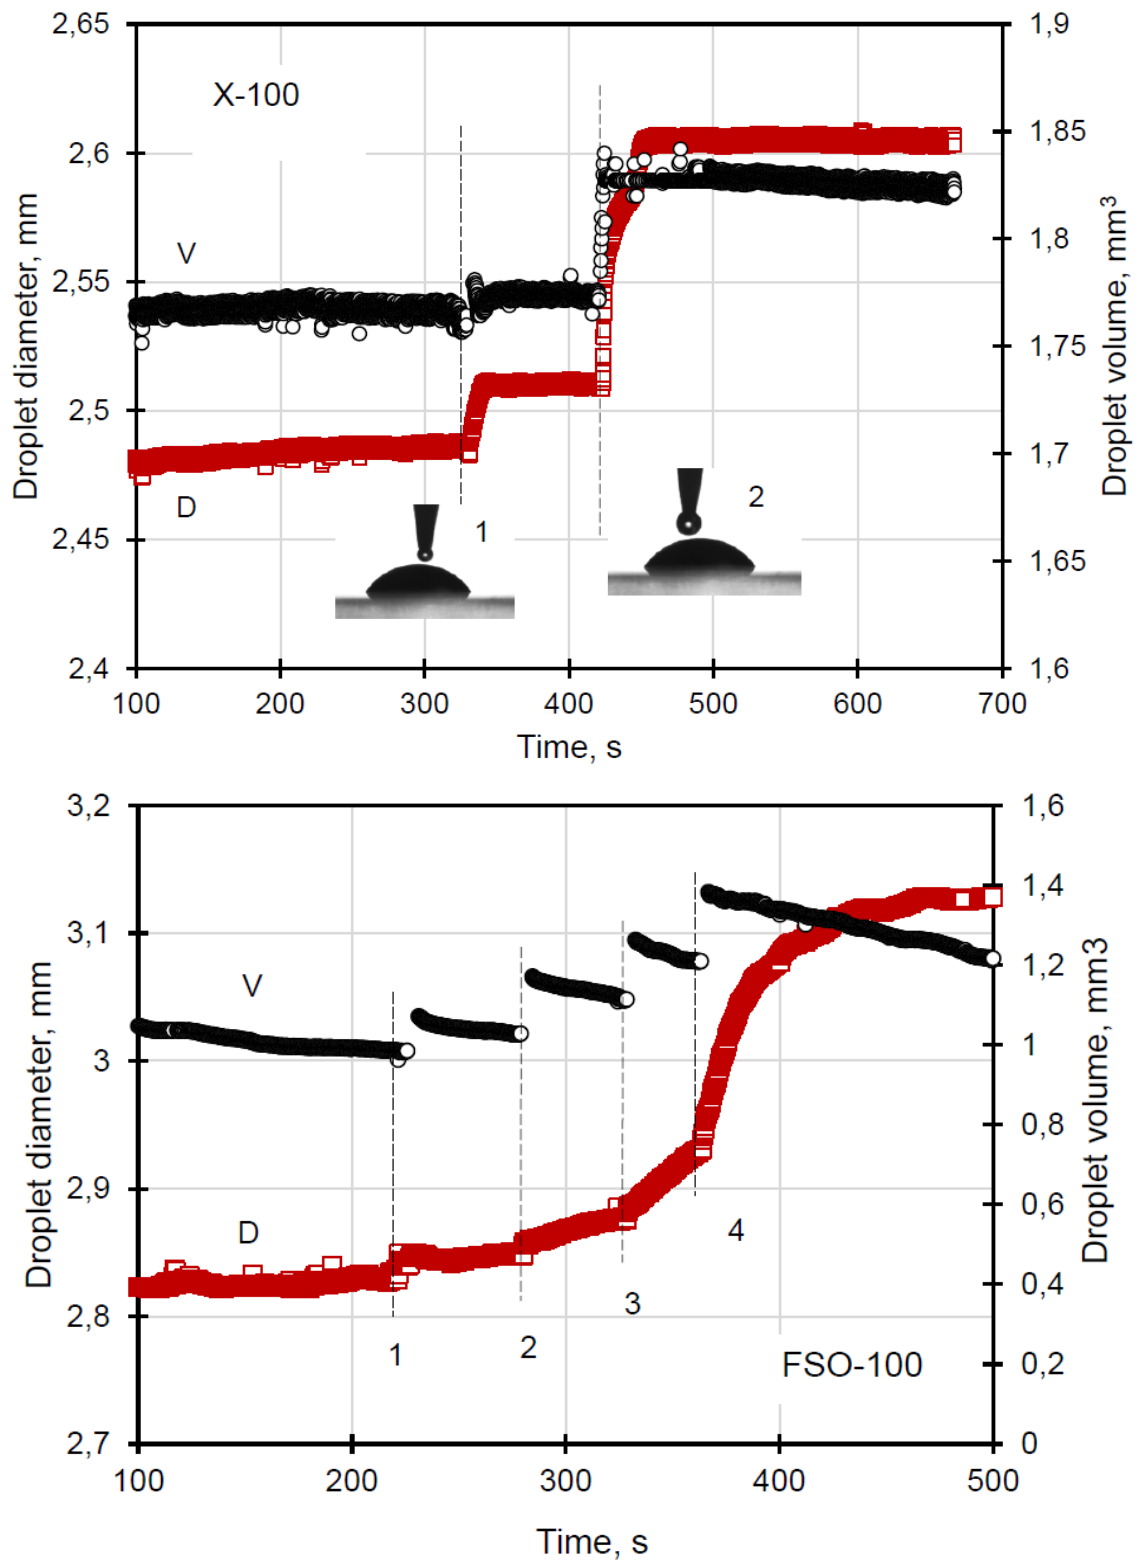 2,65
1,9
X-100
1,85
2,6
1,8
V
2,55
1,75
2,5
1,7
D
1
2
2,45
1,65
2,4
1,6
100 200 300 400 500 600 700
Time, s
Droplet diameter, mm
Droplet volume, mm³
3,2
1,6
1,4
3,1
1,2
V
3
1
0,8
2,9
D
4
0,6
0,4
3
2,8
1
2
FSO-100
0,2
2,7
0
100 200 300 400 500
Time, s
Droplet diameter, mm
Droplet volume, mm3